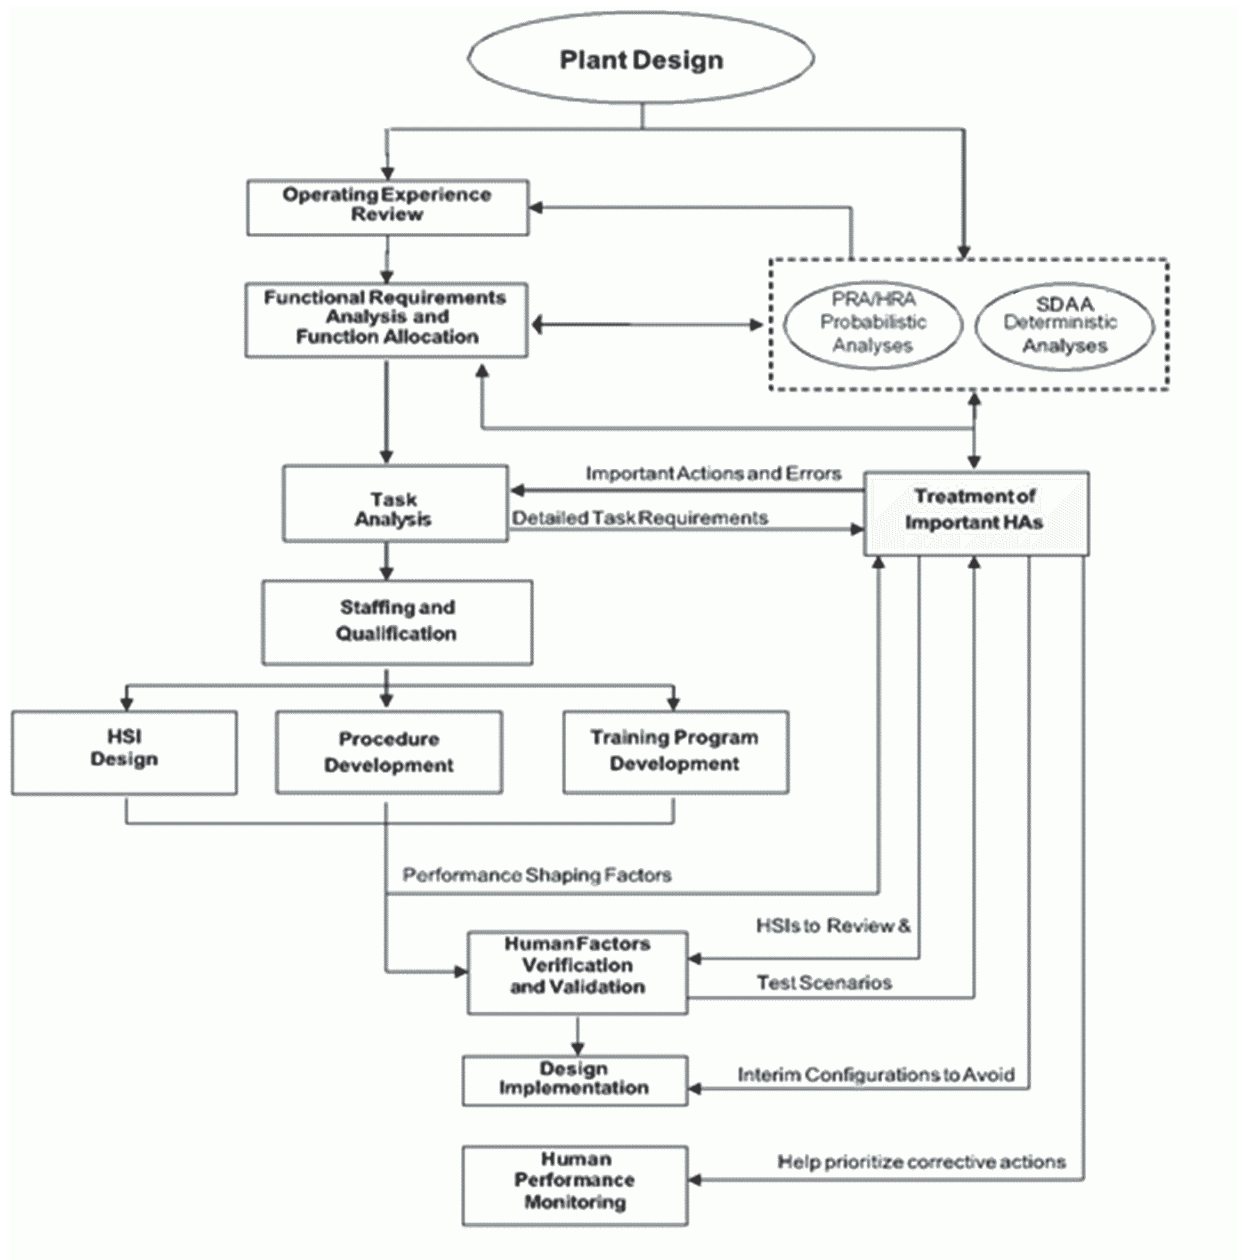 Plant Design
Operating Experience
Review
Functional Requirements
Analysis and
Function Allocation
PRA/HRA
Probabilistic
Analyses
SDAA
Deterministic
Analyses
Important Actions and Errors
Task
Analysis
Detailed Task Requirements
Treatment of
Important HAs
Staffing and
Qualification
HSI
Design
Procedure
Development
Training Program
Development
Performance Shaping Factors
HSIs to Review &
Human Factors
Verification
and Validation
Test Scenarios
Design
Implementation
Interim Configurations to Avoid
Human
Performance
Monitoring
Help prioritize corrective actions